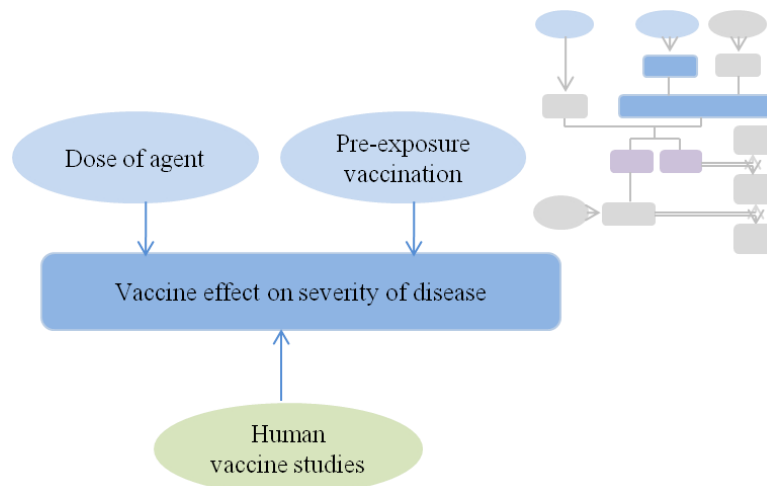 Dose of agent
Pre-exposure
vaccination
Vaccine effect on severity of disease
Human
vaccine studies